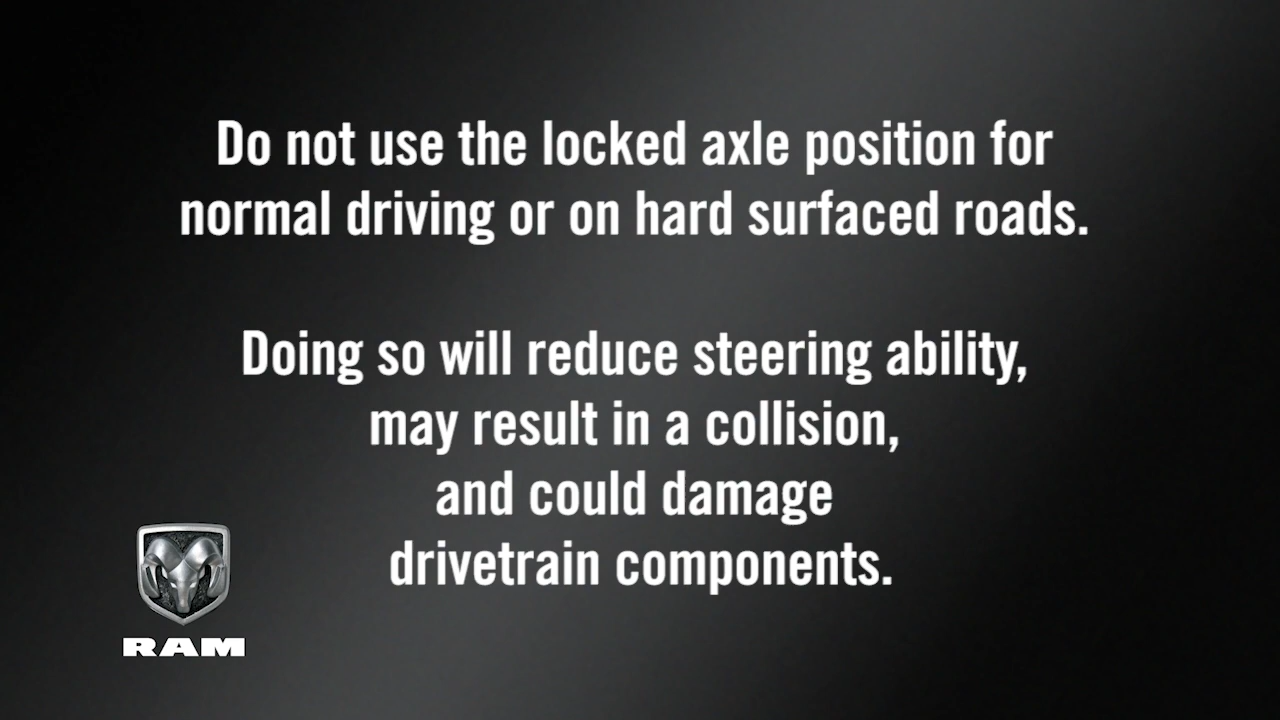 Do not use the locked axle position for
normal driving or on hard surfaced roads.
Doing so will reduce steering ability,
may result in a collision,
and could damage
drivetrain components.
RAM